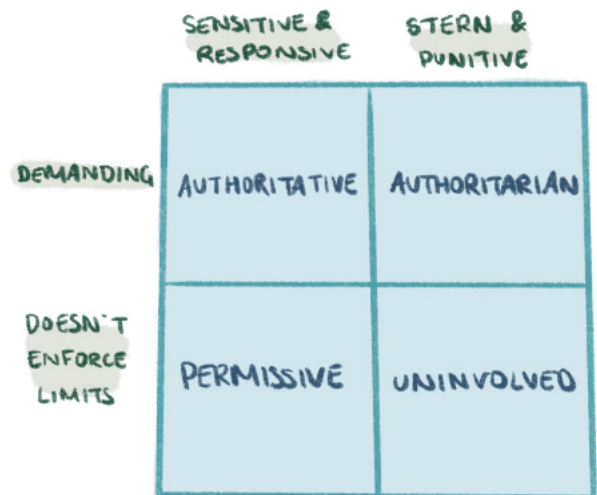 SENSITIVE &
RESPONSIVE
STERN &
PUNITIVE
DEMANDING
AUTHORITATIVE
AUTHORITARIAN
DOESN'T
ENFORCE
LIMITS
PERMISSIVE
UNINVOLVED